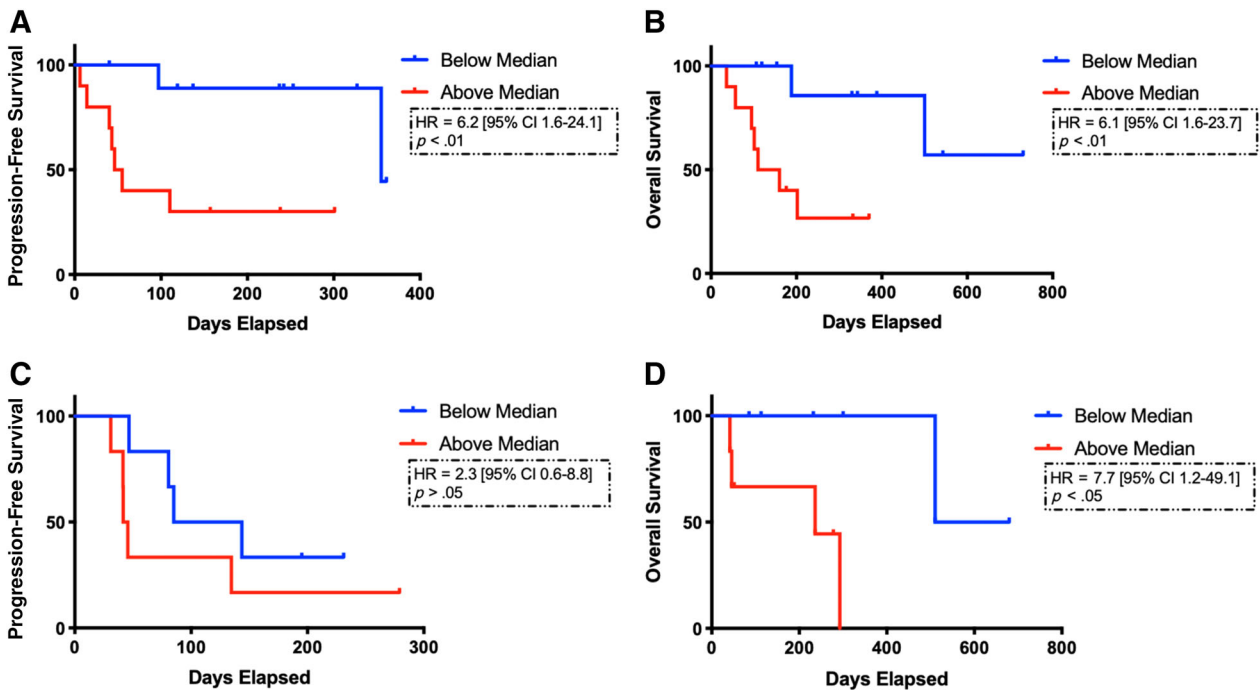 A
Progression-Free Survival
100
50
0
0 100 200 300 400
Days Elapsed
Below Median
Above Median
HR = 6.2 [95% CI 1.6-24.1]
p < .01
B
Overall Survival
100
50
0
0 200 400 600 800
Days Elapsed
Below Median
Above Median
HR = 6.1 [95% CI 1.6-23.7]
p < .01
C
Progression-Free Survival
100
50
0
0 100 200 300
Days Elapsed
Below Median
Above Median
HR = 2.3 [95% CI 0.6-8.8]
p > .05
D
Overall Survival
100
50
0
0 200 400 600 800
Days Elapsed
Below Median
Above Median
HR = 7.7 [95% CI 1.2-49.1]
p < .05